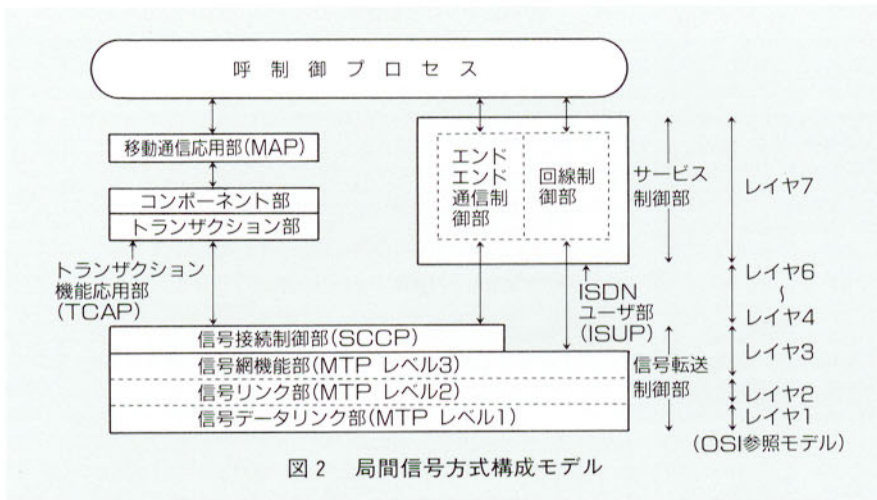 呼制御プロセス
移動通信応用部(MAP)
コンポーネント部
トランザクション部
トランザクション
機能応用部
(TCAP)
エンド
エンド
通信制
御部
回線制
御部
サービス
制御部
レイヤ7
ISDN
ユーザ部
(ISUP)
レイヤ6
〜
レイヤ4
信号接続制御部(SCCP)
信号網機能部(MTP レベル3)
信号リンク部(MTP レベル2)
信号データリンク部(MTP レベル1)
信号転送
制御部
レイヤ3
レイヤ2
レイヤ1
(OSI参照モデル)
図2 局間信号方式構成モデル